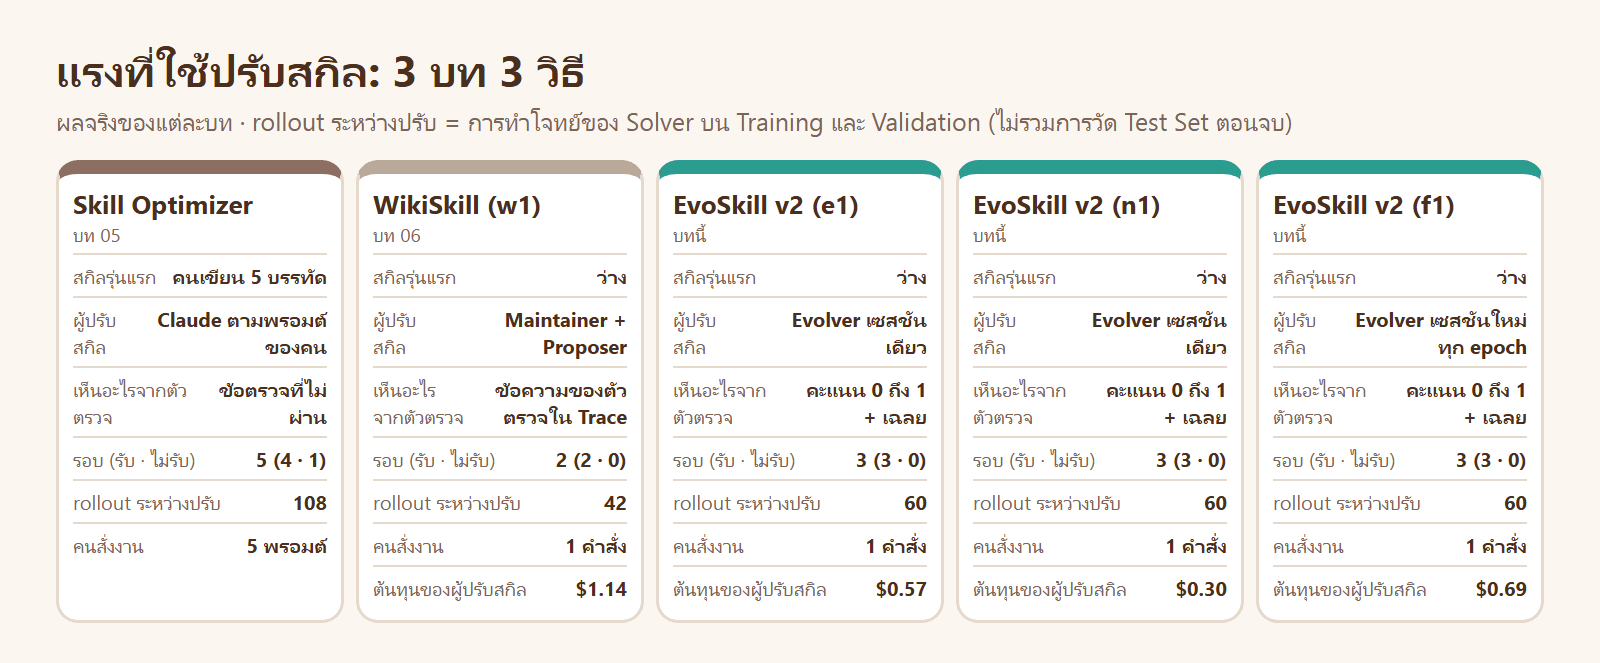 แรงที่ใช้ปรับสกิล: 3 บท 3 วิธี
ผลจริงของแต่ละบท · rollout ระหว่างปรับ = การทำโจทย์ของ Solver บน Training และ Validation (ไม่รวมการวัด Test Set ตอนจบ)
Skill Optimizer
บท 05
สกิลรุ่นแรก คนเขียน 5 บรรทัด
ผู้ปรับ Claude ตามพรอมต์
สกิล ของคน
เห็นอะไรจากตัว ข้อตรวจที่ไม่
ตรวจ ผ่าน
รอบ (รับ · ไม่รับ) 5 (4 · 1)
rollout ระหว่างปรับ 108
คนสั่งงาน 5 พรอมต์
WikiSkill (w1)
บท 06
สกิลรุ่นแรก ว่าง
ผู้ปรับ Maintainer +
สกิล Proposer
เห็นอะไร ข้อความของตัว
จากตัวตรวจ ตรวจใน Trace
รอบ (รับ · ไม่รับ) 2 (2 · 0)
rollout ระหว่างปรับ 42
คนสั่งงาน 1 คำสั่ง
ต้นทุนของผู้ปรับสกิล $1.14
EvoSkill v2 (e1)
บทนี้
สกิลรุ่นแรก ว่าง
ผู้ปรับ Evolver เซสชัน
สกิล เดียว
เห็นอะไรจาก คะแนน 0 ถึง 1
ตัวตรวจ + เฉลย
รอบ (รับ · ไม่รับ) 3 (3 · 0)
rollout ระหว่างปรับ 60
คนสั่งงาน 1 คำสั่ง
ต้นทุนของผู้ปรับสกิล $0.57
EvoSkill v2 (n1)
บทนี้
สกิลรุ่นแรก ว่าง
ผู้ปรับ Evolver เซสชัน
สกิล เดียว
เห็นอะไรจาก คะแนน 0 ถึง 1
ตัวตรวจ + เฉลย
รอบ (รับ · ไม่รับ) 3 (3 · 0)
rollout ระหว่างปรับ 60
คนสั่งงาน 1 คำสั่ง
ต้นทุนของผู้ปรับสกิล $0.30
EvoSkill v2 (f1)
บทนี้
สกิลรุ่นแรก ว่าง
ผู้ปรับ Evolver เซสชันใหม่
สกิล ทุก epoch
เห็นอะไรจาก คะแนน 0 ถึง 1
ตัวตรวจ + เฉลย
รอบ (รับ · ไม่รับ) 3 (3 · 0)
rollout ระหว่างปรับ 60
คนสั่งงาน 1 คำสั่ง
ต้นทุนของผู้ปรับสกิล $0.69